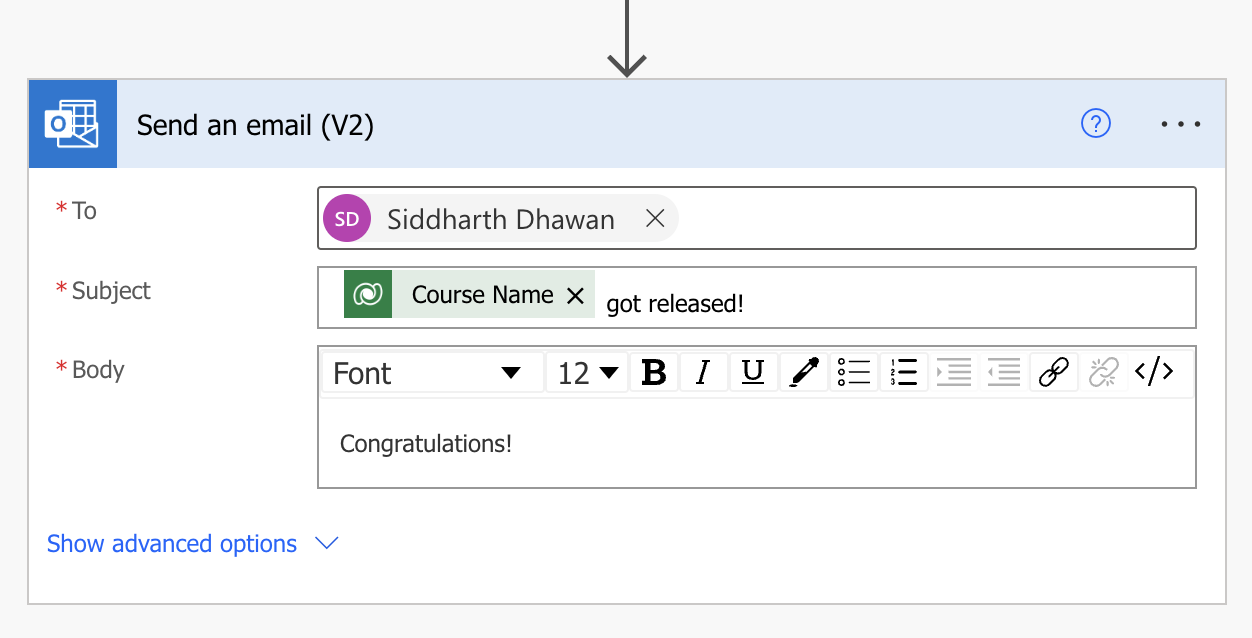 Send an email (V2)
?
* To
SD Siddharth Dhawan
* Subject
Course Name got released!
* Body
Font 12 B I U </>
Congratulations!
Show advanced options